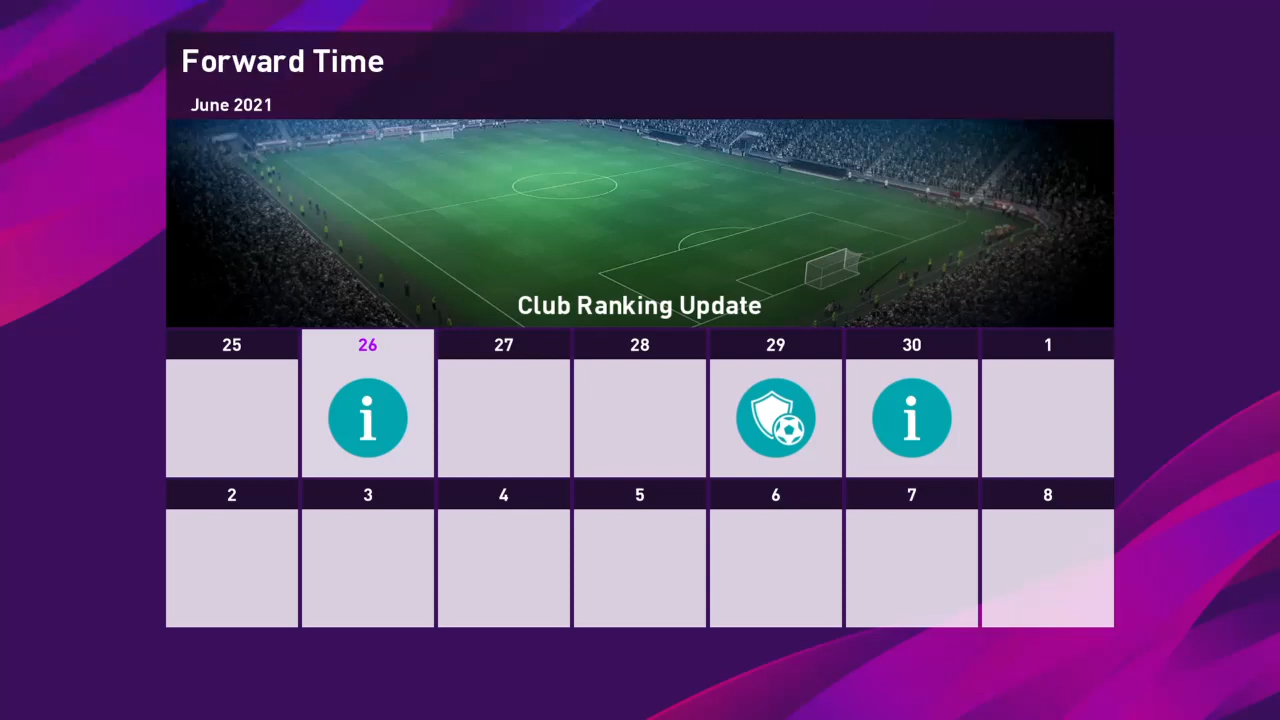 Forward Time
June 2021
Club Ranking Update
25 26 27 28 29 30 1
i i
2 3 4 5 6 7 8